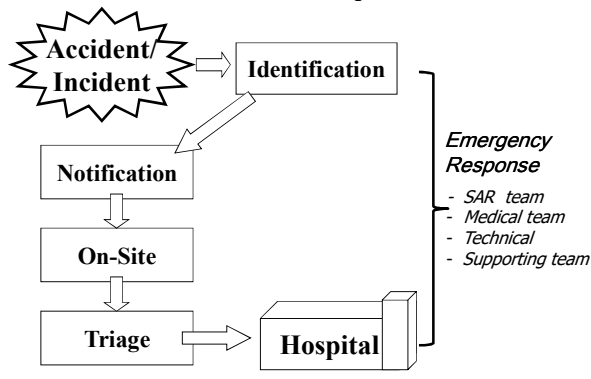 Accident/
Incident
Identification
Notification
On-Site
Triage
Hospital
Emergency
Response
- SAR team
- Medical team
- Technical
- Supporting team